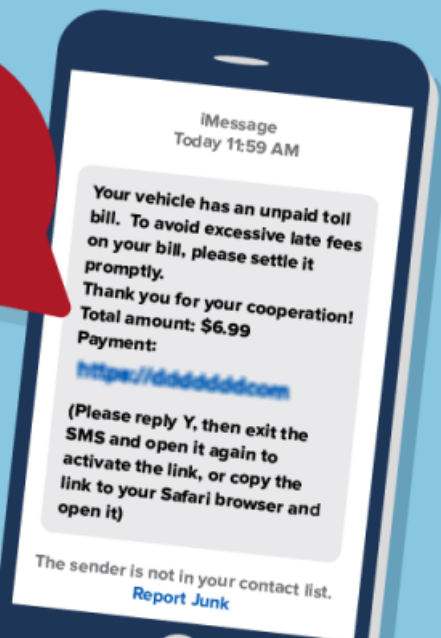 iMessage
Today 11:59 AM
Your vehicle has an unpaid toll
bill. To avoid excessive late fees
on your bill, please settle it
promptly.
Thank you for your cooperation!
Total amount: $6.99
Payment:
(Please reply Y, then exit the
SMS and open it again to
activate the link, or copy the
link to your Safari browser and
open it)
The sender is not in your contact list.
Report Junk